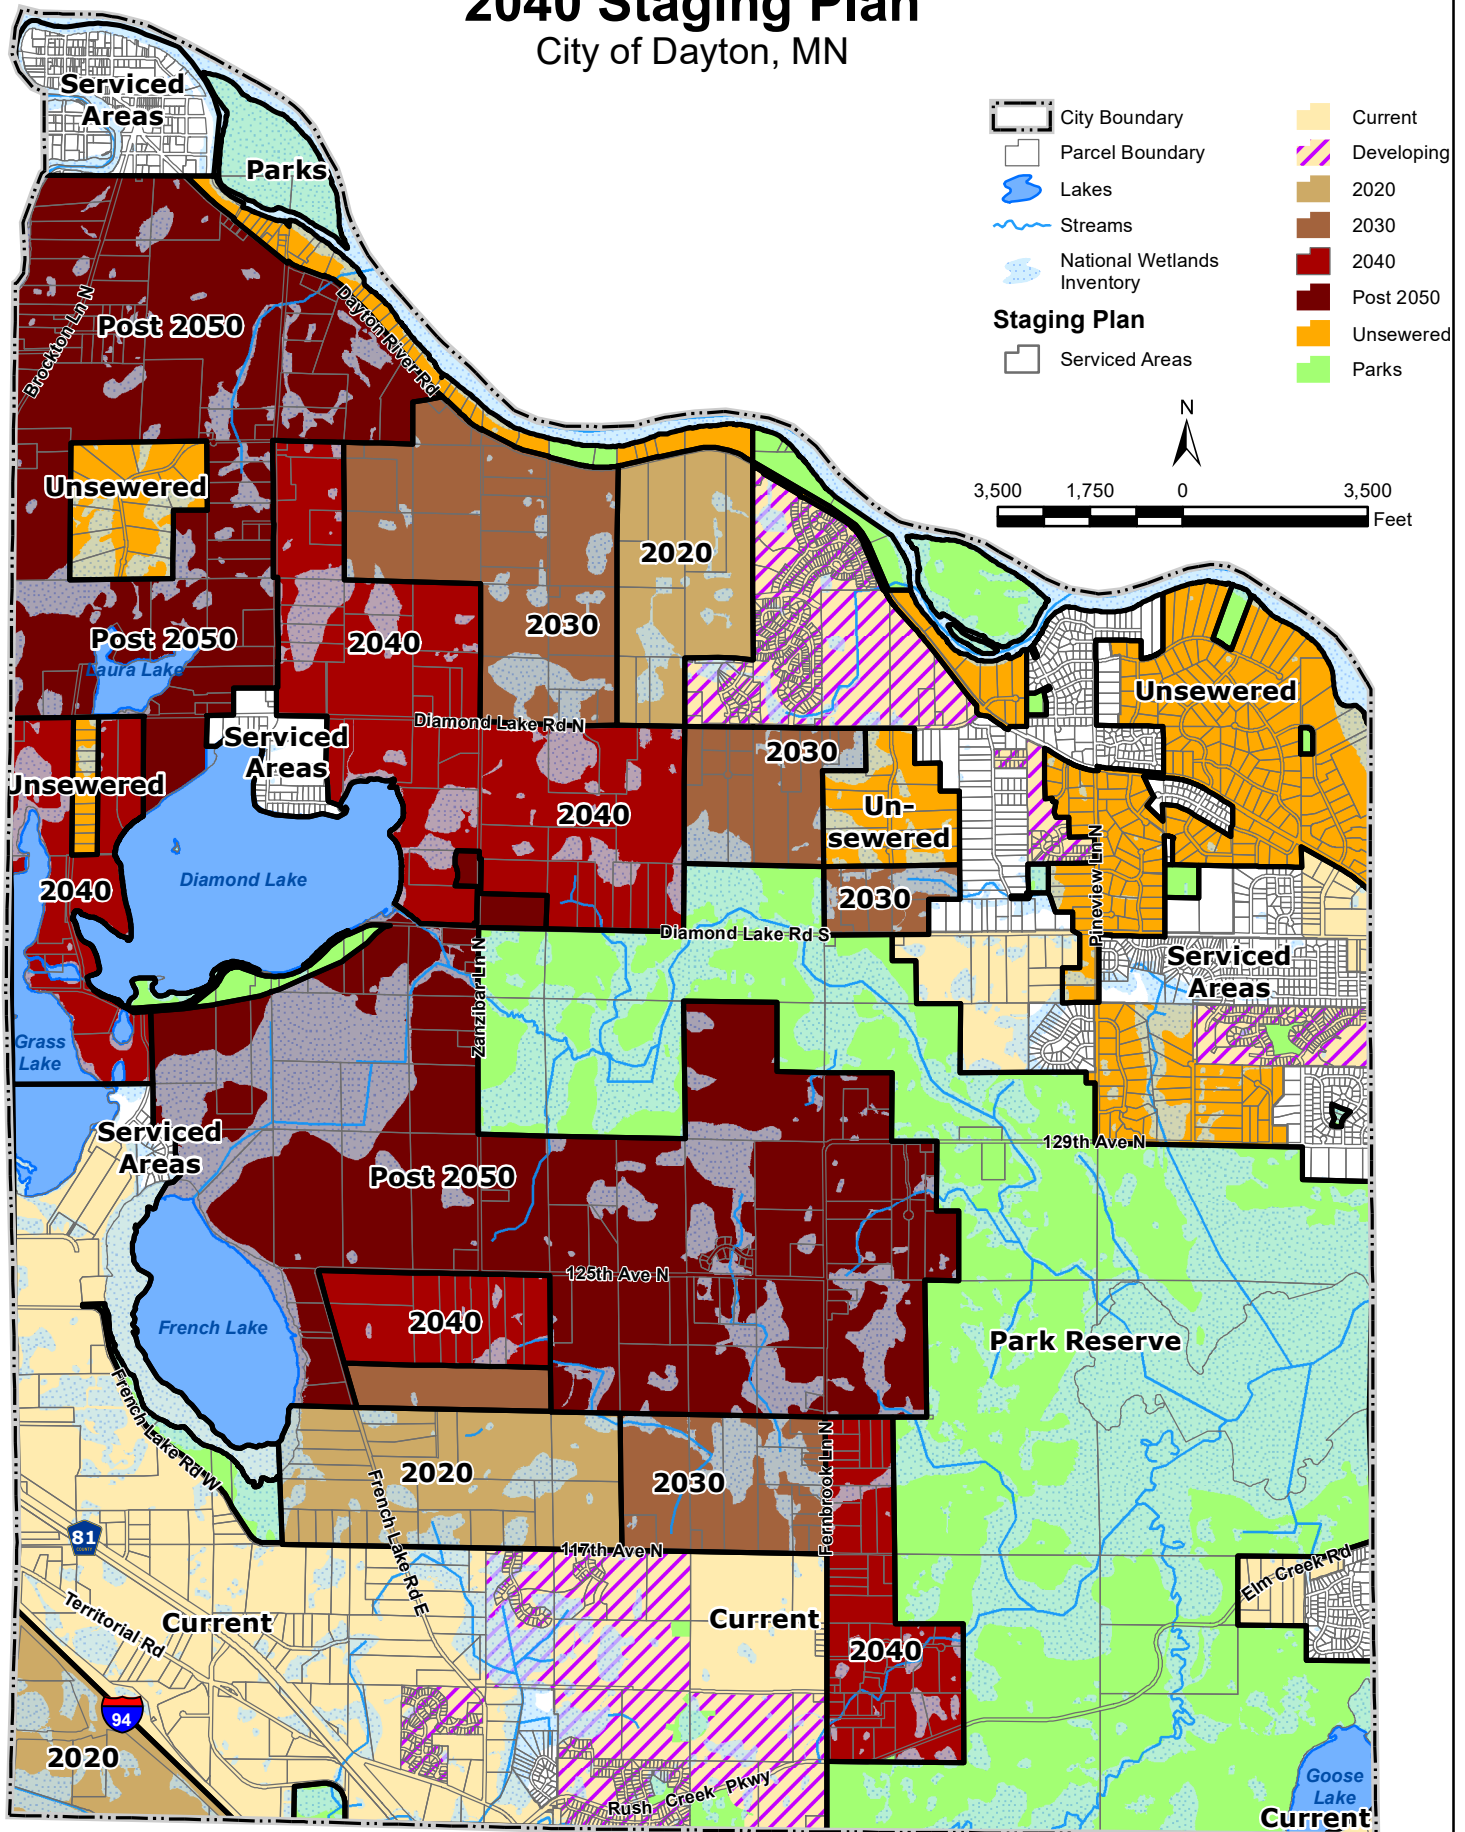 2040 Staging Plan
City of Dayton, MN
City Boundary
Parcel Boundary
Lakes
Streams
National Wetlands
Inventory
Staging Plan
Serviced Areas
Current
Developing
2020
2030
2040
Post 2050
Unsewered
Parks
N
3,500 1,750 0 3,500
Feet
Serviced
Areas
Parks
Post 2050
Brockton Ln N
Dayton River Rd
Unsewered
2020
2030
2040
Post 2050
Laura Lake
Diamond Lake Rd N
Unsewered
Serviced
Areas
2030
Unsewered
2040
Un-
sewered
Pineview Ln N
Diamond Lake
2040
2030
Diamond Lake Rd S
Zanzibar Ln N
Serviced
Areas
Grass
Lake
Serviced
Areas
129th Ave N
Post 2050
125th Ave N
2040
French Lake
Park Reserve
French Lake Rd W
2020
2030
Fernbrook Ln N
French Lake Rd E
81
COUNTY
117th Ave N
Elm Creek Rd
Territorial Rd
Current
Current
2040
94
2020
Rush Creek Pkwy
Goose
Lake
Current